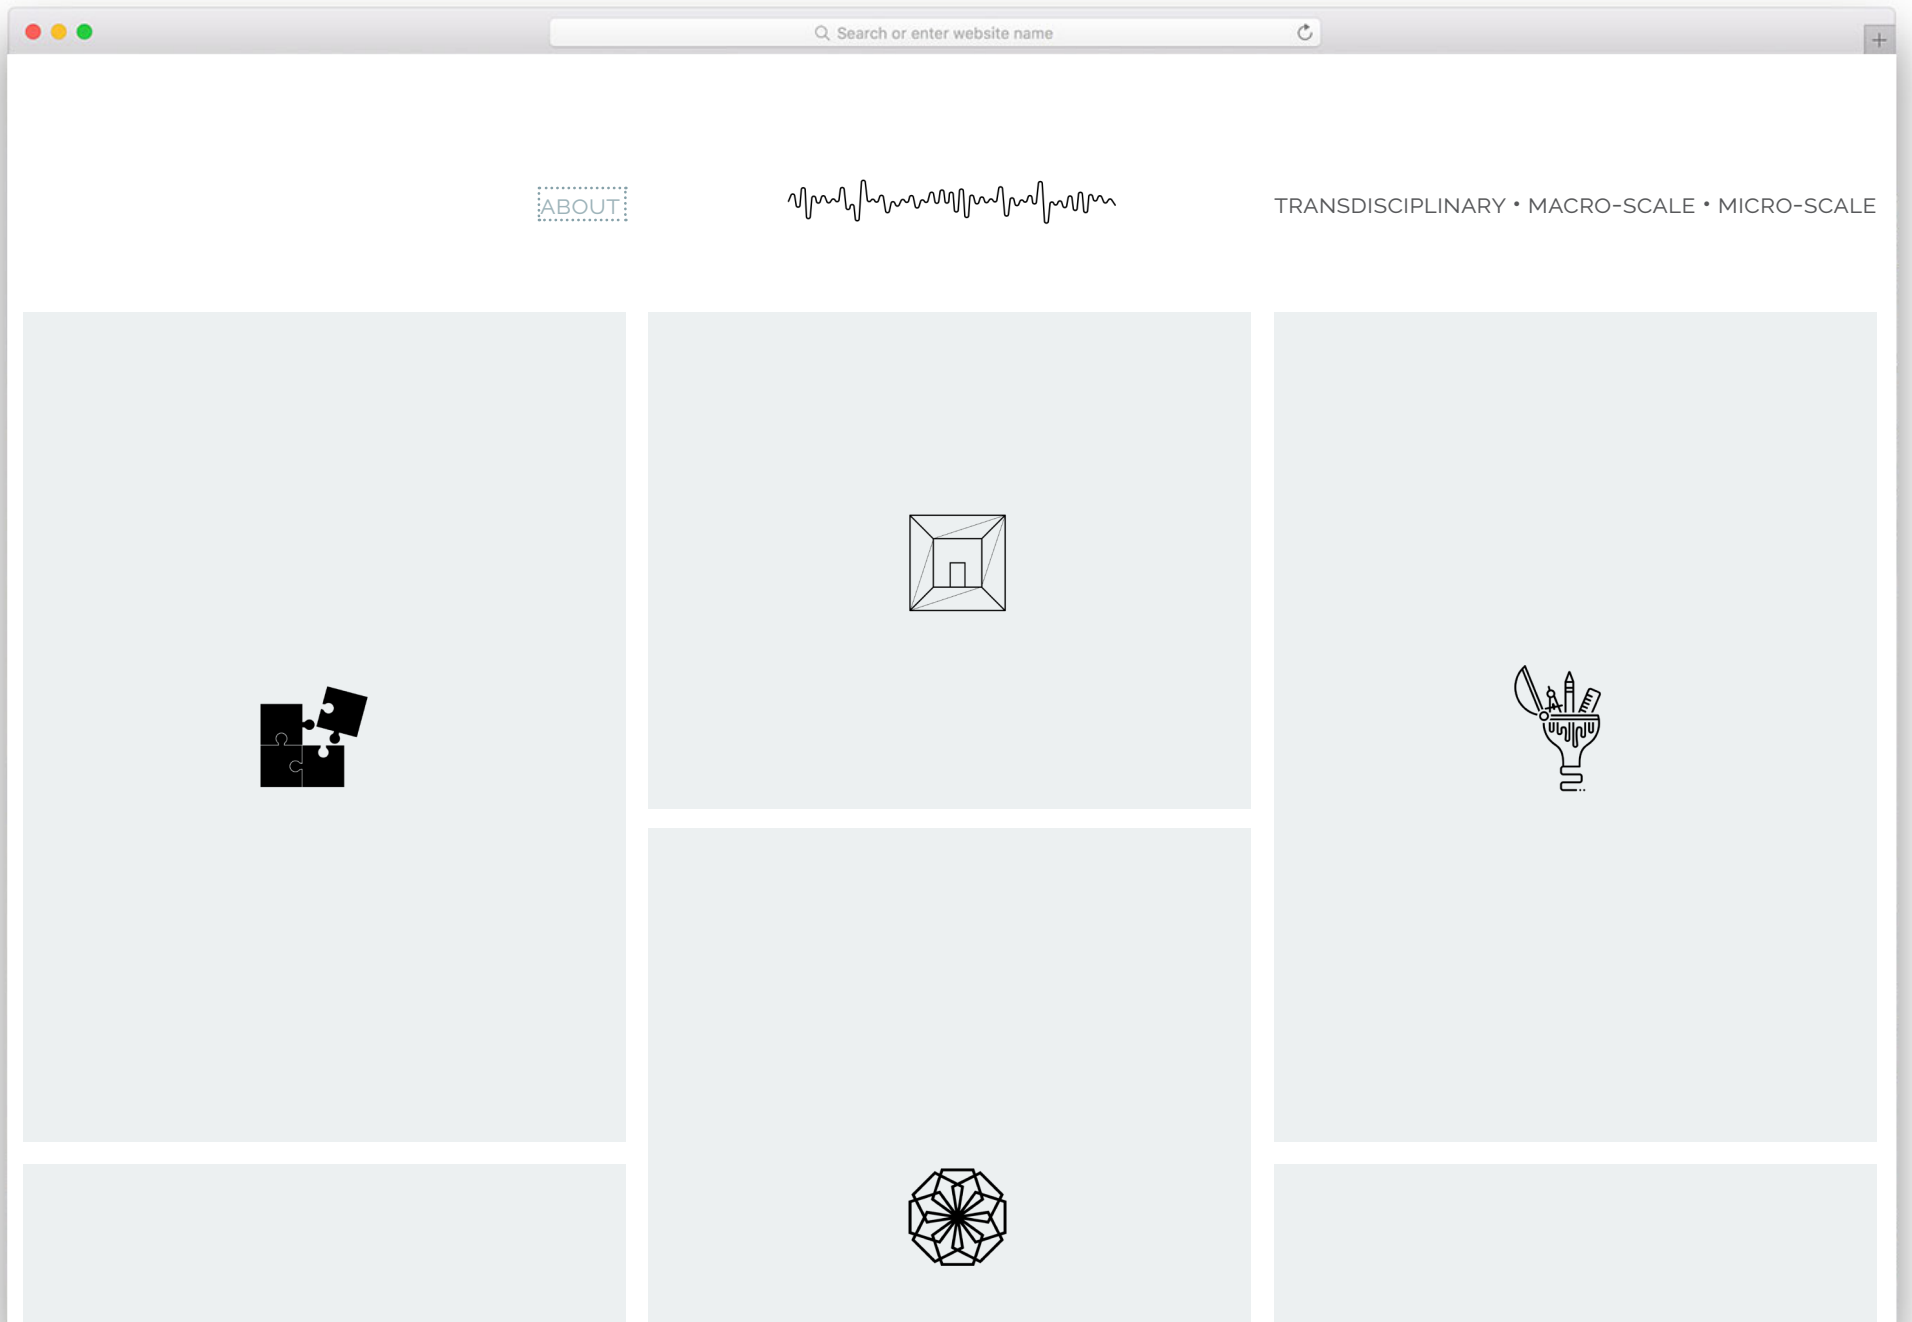 Search or enter website name
ABOUT
TRANSDISCIPLINARY • MACRO-SCALE • MICRO-SCALE